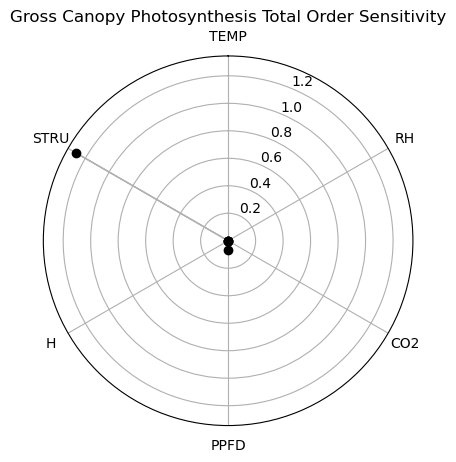 Gross Canopy Photosynthesis Total Order Sensitivity
TEMP
1.2
1.0
STRU
RH
0.8
0.6
0.4
0.2
H
CO2
PPFD